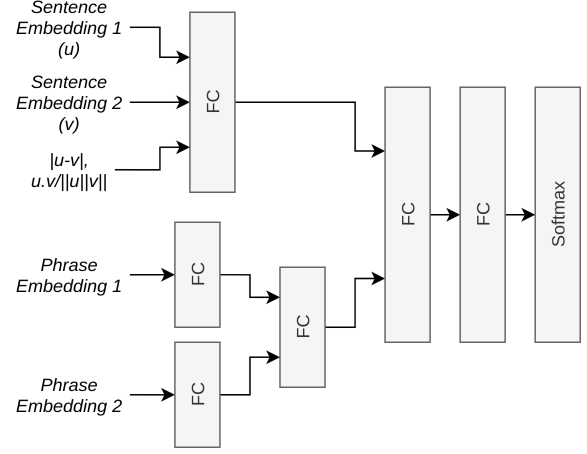 Sentence
Embedding 1
(u)
FC
Sentence
Embedding 2
(v)
|u-v|,
u.v/||u||v||
Phrase
Embedding 1
FC
FC
Phrase
Embedding 2
FC
FC
FC
Softmax